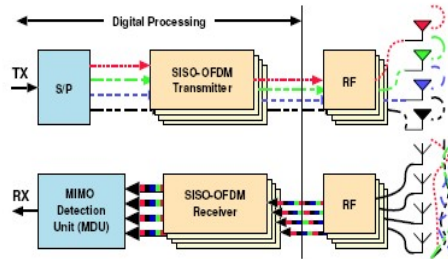 Digital Processing
TX
S/P
SISO-OFDM
Transmitter
RF
RX
MIMO
Detection
Unit (MDU)
SISO-OFDM
Receiver
RF